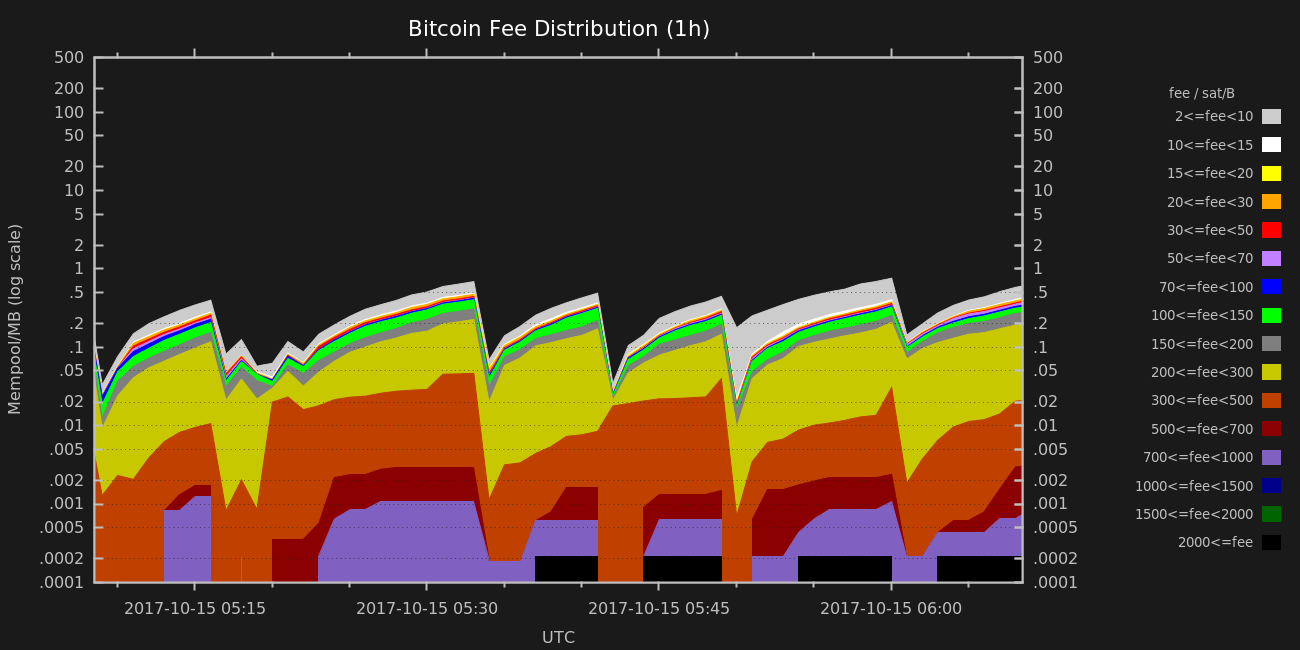 Bitcoin Fee Distribution (1h)
500 500
200 200
100 100
50 50
20 20
10 10
5 5
2 2
1 1
.5 .5
.2 .2
.1 .1
.05 .05
.02 .02
.01 .01
.005 .005
.002 .002
.001 .001
.0005 .0005
.0002 .0002
.0001 .0001
Mempool/MB (log scale)
2017-10-15 05:15 2017-10-15 05:30 2017-10-15 05:45 2017-10-15 06:00
UTC
fee / sat/B
2<=fee<10
10<=fee<15
15<=fee<20
20<=fee<30
30<=fee<50
50<=fee<70
70<=fee<100
100<=fee<150
150<=fee<200
200<=fee<300
300<=fee<500
500<=fee<700
700<=fee<1000
1000<=fee<1500
1500<=fee<2000
2000<=fee